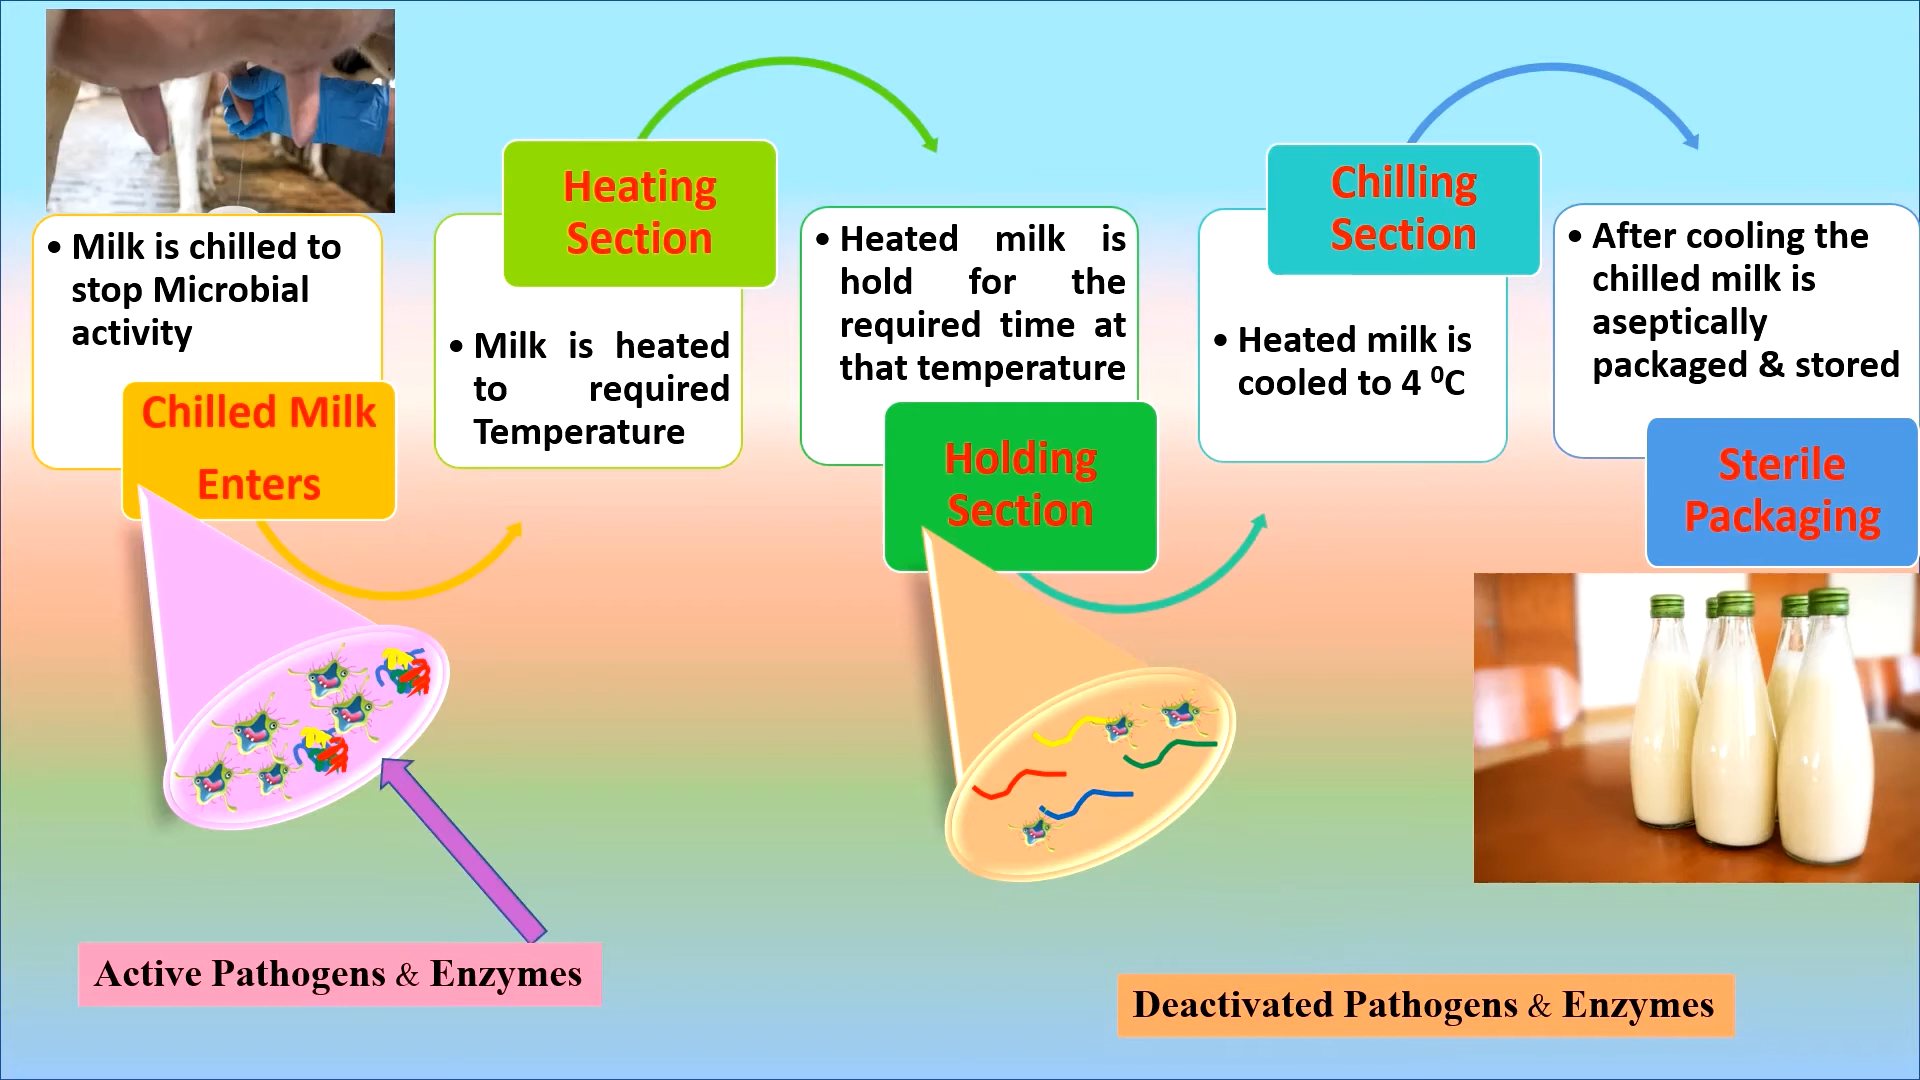 • Milk is chilled to
stop Microbial
activity
Chilled Milk
Enters
Heating
Section
• Milk is heated
to required
Temperature
• Heated milk is
hold for the
required time at
that temperature
Holding
Section
Chilling
Section
• Heated milk is
cooled to 4 ⁰C
• After cooling the
chilled milk is
aseptically
packaged & stored
Sterile
Packaging
Active Pathogens & Enzymes
Deactivated Pathogens & Enzymes